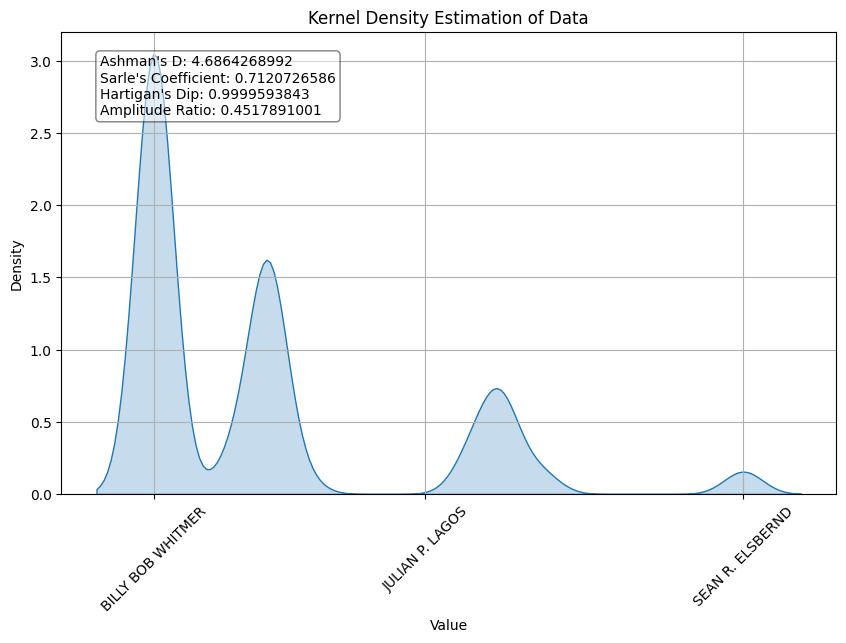 Kernel Density Estimation of Data
Ashman's D: 4.6864268992
Sarle's Coefficient: 0.7120726586
Hartigan's Dip: 0.9999593843
Amplitude Ratio: 0.4517891001
3.0
2.5
2.0
1.5
1.0
0.5
0.0
Density
BILLY BOB WHITMER
JULIAN P. LAGOS
SEAN R. ELSBERND
Value